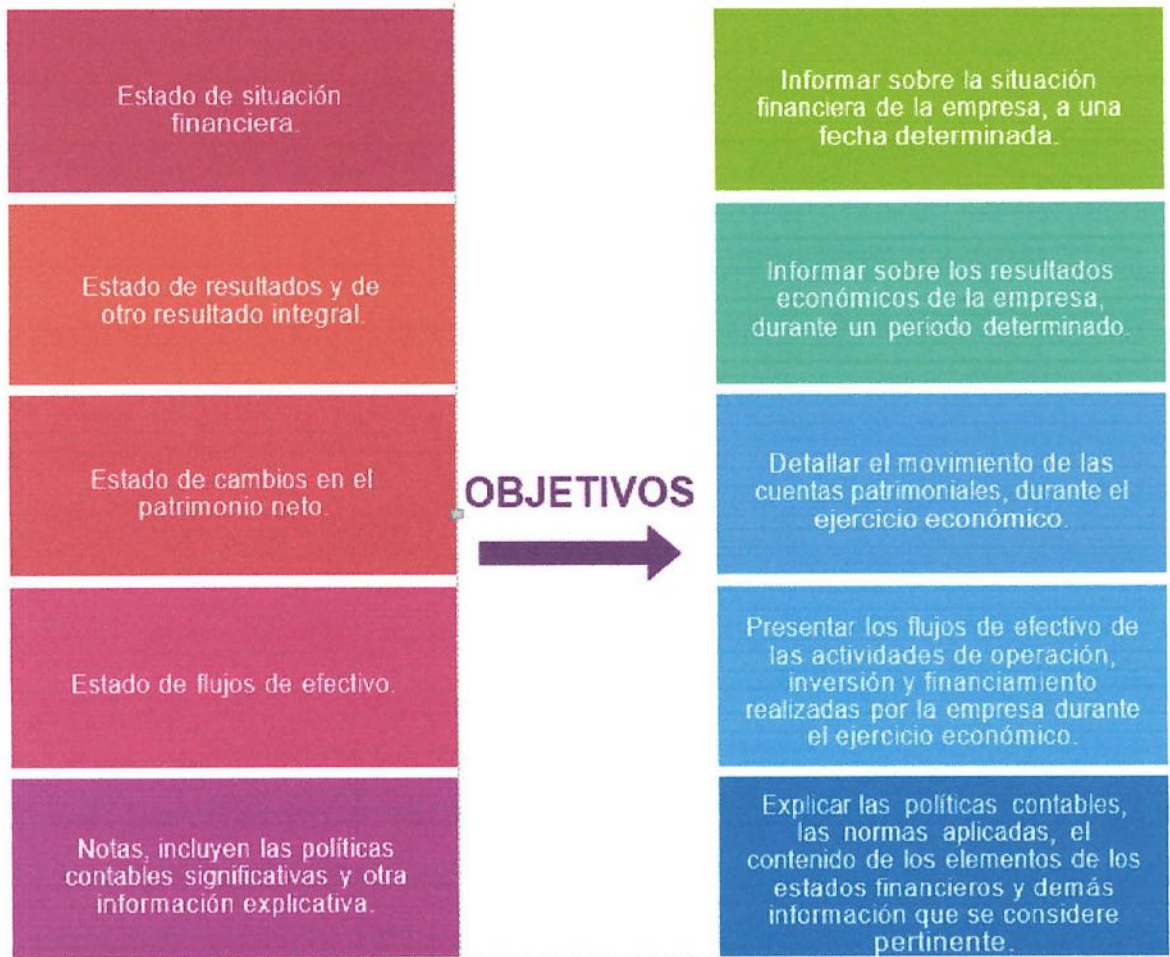 Estado de situación
financiera.
Informar sobre la situación
financiera de la empresa, a una
fecha determinada.
Estado de resultados y de
otro resultado integral.
Informar sobre los resultados
económicos de la empresa,
durante un periodo determinado.
Estado de cambios en el
patrimonio neto.
OBJETIVOS
Detallar el movimiento de las
cuentas patrimoniales, durante el
ejercicio económico.
Estado de flujos de efectivo.
Presentar los flujos de efectivo de
las actividades de operación,
inversión y financiamiento
realizadas por la empresa durante
el ejercicio económico.
Notas, incluyen las políticas
contables significativas y otra
información explicativa.
Explicar las políticas contables,
las normas aplicadas, el
contenido de los elementos de los
estados financieros y demás
información que se considere
pertinente.